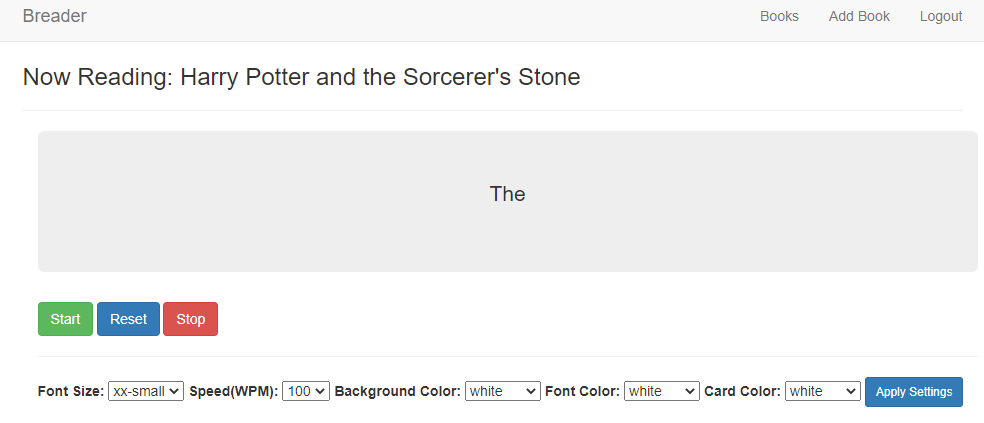 Breader Books Add Book Logout
Now Reading: Harry Potter and the Sorcerer's Stone
The
Start Reset Stop
Font Size: xx-small Speed(WPM): 100 Background Color: white Font Color: white Card Color: white Apply Settings